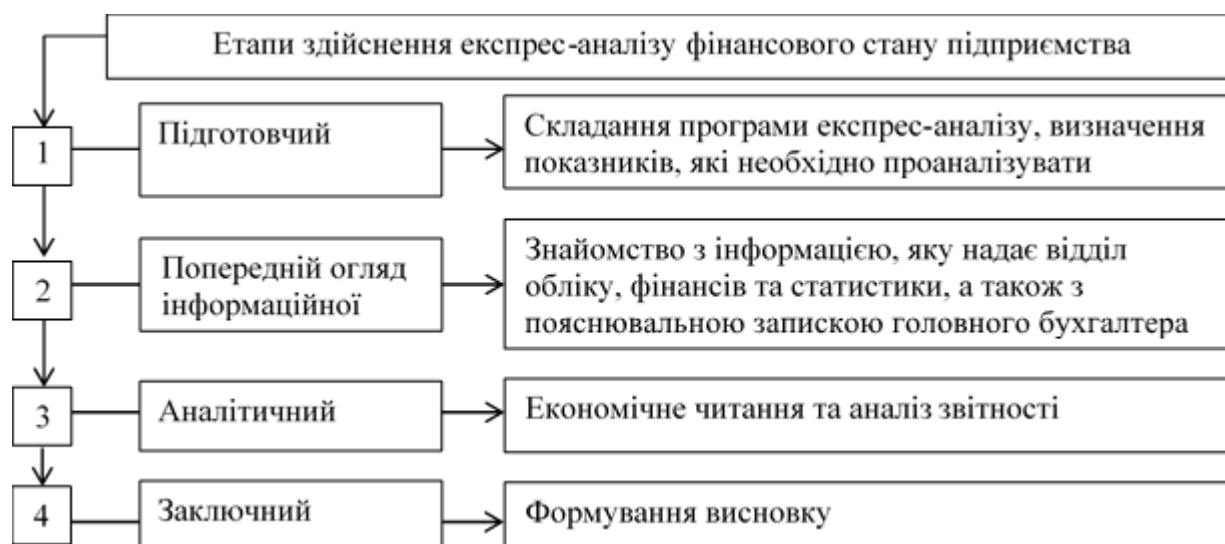 Етапи здійснення експрес-аналізу фінансового стану підприємства
1
Підготовчий
Складання програми експрес-аналізу, визначення
показників, які необхідно проаналізувати
2
Попередній огляд
інформаційної
Знайомство з інформацією, яку надає відділ
обліку, фінансів та статистики, а також з
пояснювальною запискою головного бухгалтера
3
Аналітичний
Економічне читання та аналіз звітності
4
Заключний
Формування висновку